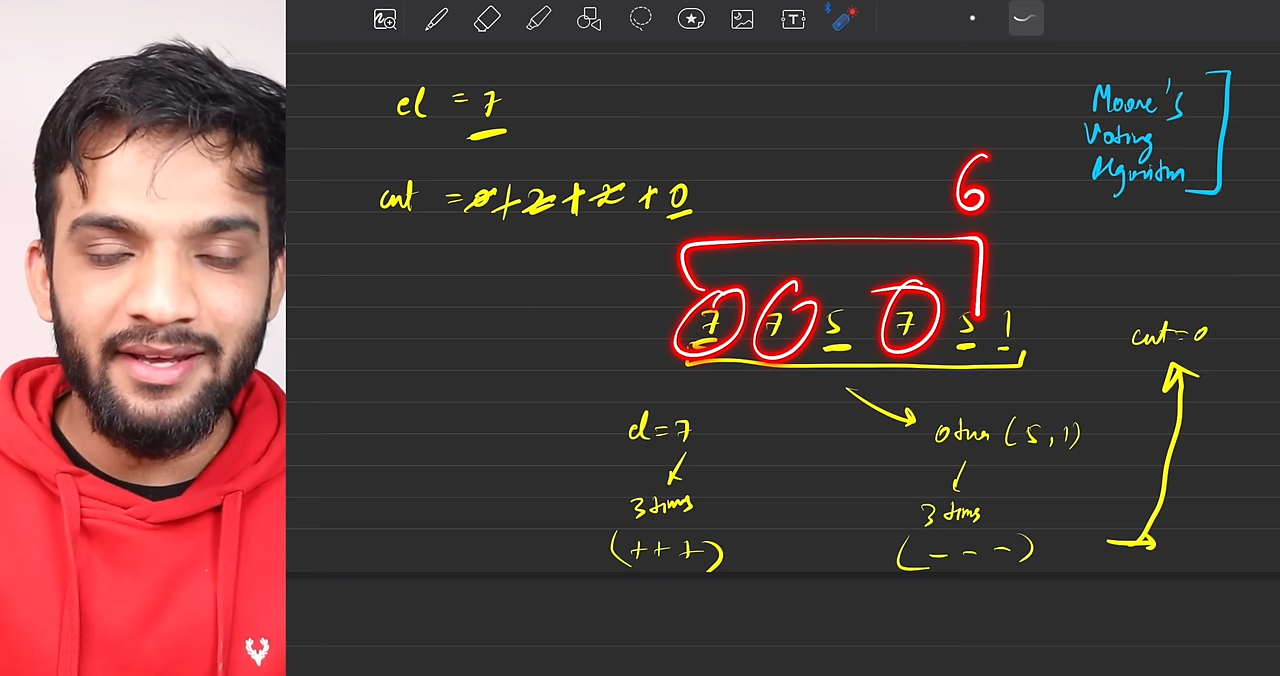 el = 7
Moore's
Voting
Algorithm
cnt = 0 + 2 + 2 + 0
6
7 7 5 7 5 1
cnt = 0
el = 7
other (5, 1)
3 times
3 times
(+ + +)
(- - -)